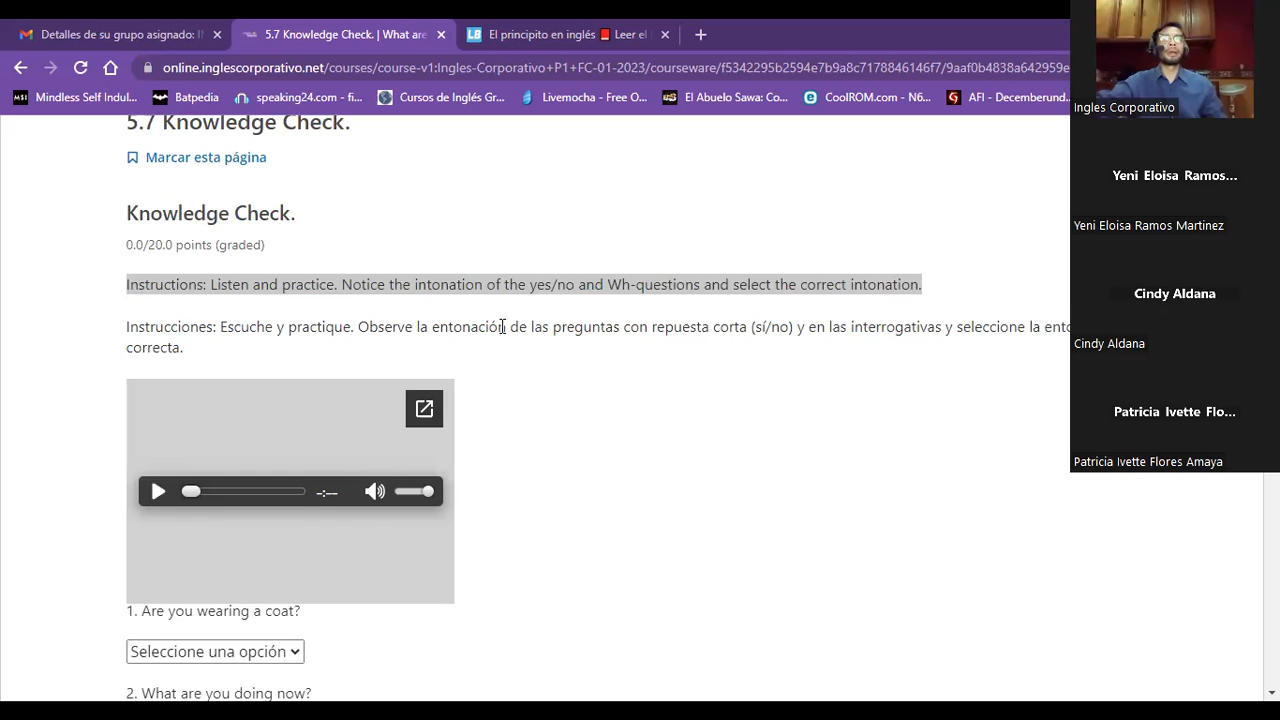 Detalles de su grupo asignado: I
5.7 Knowledge Check. | What are
El principito en inglés 📕 Leer el
online.inglescorporativo.net/courses/course-v1:Ingles-Corporativo+P1+FC-01-2023/courseware/f5342295b2594e7b9a8c7178846146f7/9aaf0b4838a642959e
Mindless Self Indul...
Batpedia
speaking24.com - fi...
Cursos de Inglés Gr...
Livemocha - Free O...
El Abuelo Sawa: Co...
CoolROM.com - N6...
AFI - Decemberund...
5.7 Knowledge Check.
Marcar esta página
Knowledge Check.
0.0/20.0 points (graded)
Instructions: Listen and practice. Notice the intonation of the yes/no and Wh-questions and select the correct intonation.
Instrucciones: Escuche y practique. Observe la entonación de las preguntas con repuesta corta (sí/no) y en las interrogativas y seleccione la ento
correcta.
-:--
1. Are you wearing a coat?
Seleccione una opción
2. What are you doing now?
Ingles Corporativo
Yeni Eloisa Ramos...
Yeni Eloisa Ramos Martinez
Cindy Aldana
Cindy Aldana
Patricia Ivette Flo...
Patricia Ivette Flores Amaya